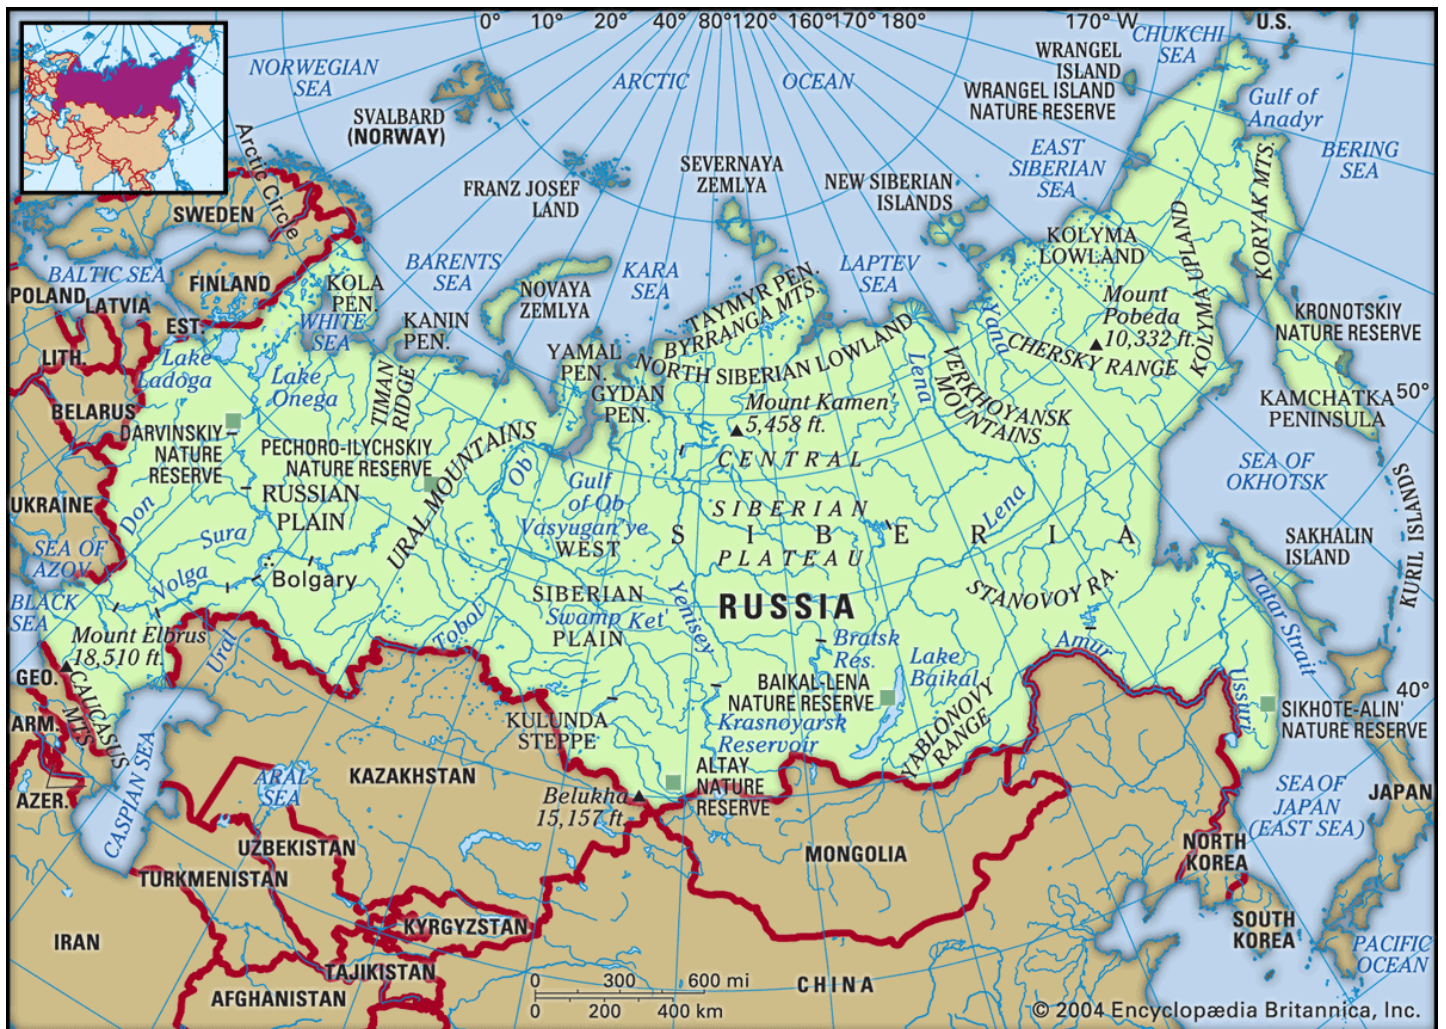 0° 10° 20° 40° 80° 120° 160° 170° 180° 170° W
U.S.
CHUKCHI
SEA
WRANGEL
ISLAND
WRANGEL ISLAND
NATURE RESERVE
NORWEGIAN
SEA
ARCTIC OCEAN
SVALBARD
(NORWAY)
Gulf of
Anadyr
Arctic Circle
EAST
SIBERIAN
SEA
BERING
SEA
SEVERNAYA
ZEMLYA
NEW SIBERIAN
ISLANDS
FRANZ JOSEF
LAND
KORYAK MTS.
SWEDEN
KOLYMA
LOWLAND
KOLYMA UPLAND
BALTIC SEA
FINLAND
BARENTS
SEA
KARA
SEA
LAPTEV
SEA
KOLA
PEN.
NOVAYA
ZEMLYA
TAYMYR PEN.
BYRRANGA MTS.
Mount
Pobeda
10,332 ft.
POLAND
LATVIA
EST.
WHITE
SEA
KANIN
PEN.
Yana
KRONOTSKIY
NATURE RESERVE
LITH.
Lake
Ladoga
Lake
Onega
TIMAN
RIDGE
YAMAL
PEN.
GYDAN
PEN.
NORTH SIBERIAN LOWLAND
Lena
VERKHOYANSK
MOUNTAINS
CHERSKY RANGE
KAMCHATKA
PENINSULA
50°
BELARUS
Mount Kamen'
5,458 ft.
DARVINSKIY
NATURE
RESERVE
PECHORO-ILYCHSKIY
NATURE RESERVE
URAL MOUNTAINS
Ob'
Gulf
of Ob
CENTRAL
SIBERIAN
PLATEAU
SEA OF
OKHOTSK
UKRAINE
RUSSIAN
PLAIN
Don
Sura
Vasyugan'ye
WEST
SIBERIAN
Swamp
PLAIN
Ket'
SIBERIA
Lena
SAKHALIN
ISLAND
KURIL ISLANDS
SEA OF
AZOV
Volga
Bolgary
STANOVOY RA.
Tatar Strait
BLACK
SEA
Yenisey
RUSSIA
Mount Elbrus
18,510 ft.
Ural
Tobol
Bratsk
Res.
Lake
Baikal
Amur
GEO.
CAUCASUS
MTS.
BAIKAL-LENA
NATURE RESERVE
Ussuri
40°
SIKHOTE-ALIN'
NATURE RESERVE
ARM.
KULUNDA
STEPPE
Krasnoyarsk
Reservoir
YABLONOVY
RANGE
CASPIAN SEA
ARAL
SEA
KAZAKHSTAN
ALTAY
NATURE
RESERVE
AZER.
Belukha
15,157 ft.
SEA OF
JAPAN
(EAST SEA)
JAPAN
UZBEKISTAN
MONGOLIA
NORTH
KOREA
TURKMENISTAN
KYRGYZSTAN
IRAN
SOUTH
KOREA
PACIFIC
OCEAN
TAJIKISTAN
AFGHANISTAN
CHINA
0 300 600 mi
0 200 400 km
© 2004 Encyclopædia Britannica, Inc.